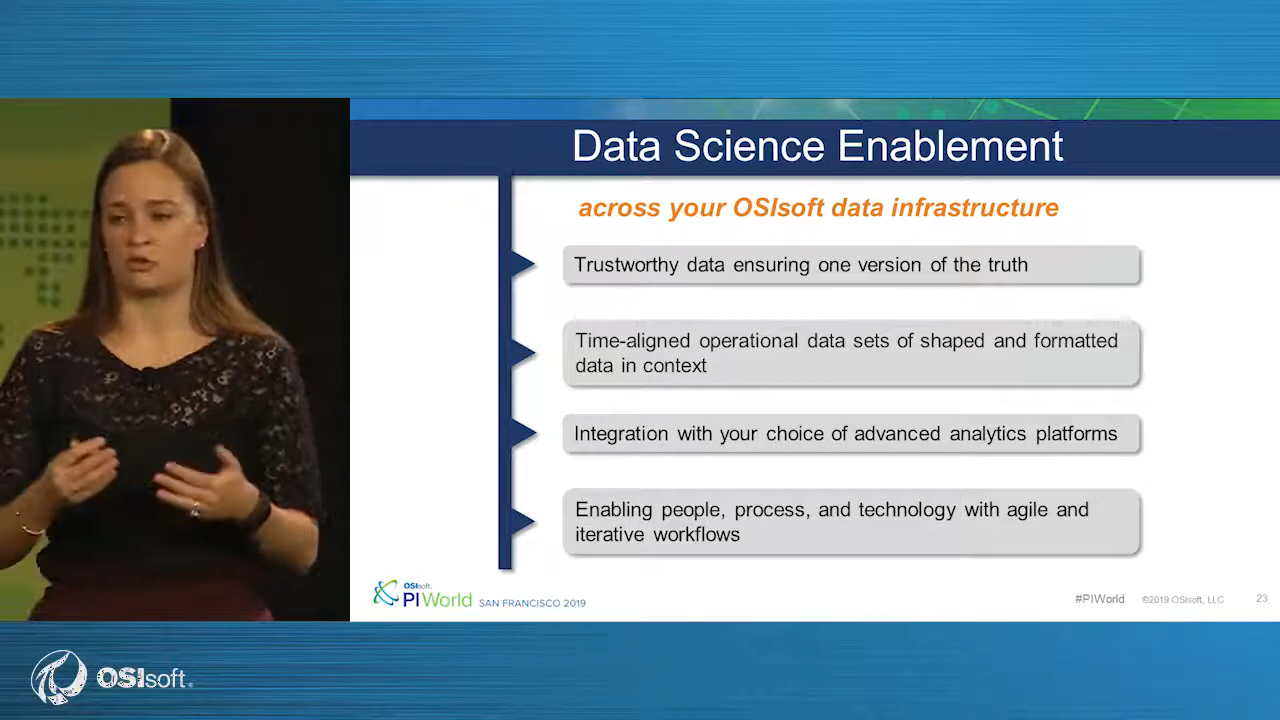 Data Science Enablement
across your OSIsoft data infrastructure
Trustworthy data ensuring one version of the truth
Time-aligned operational data sets of shaped and formatted
data in context
Integration with your choice of advanced analytics platforms
Enabling people, process, and technology with agile and
iterative workflows
OSIsoft.
PI World SAN FRANCISCO 2019
#PIWorld ©2019 OSIsoft, LLC 23
OSIsoft.